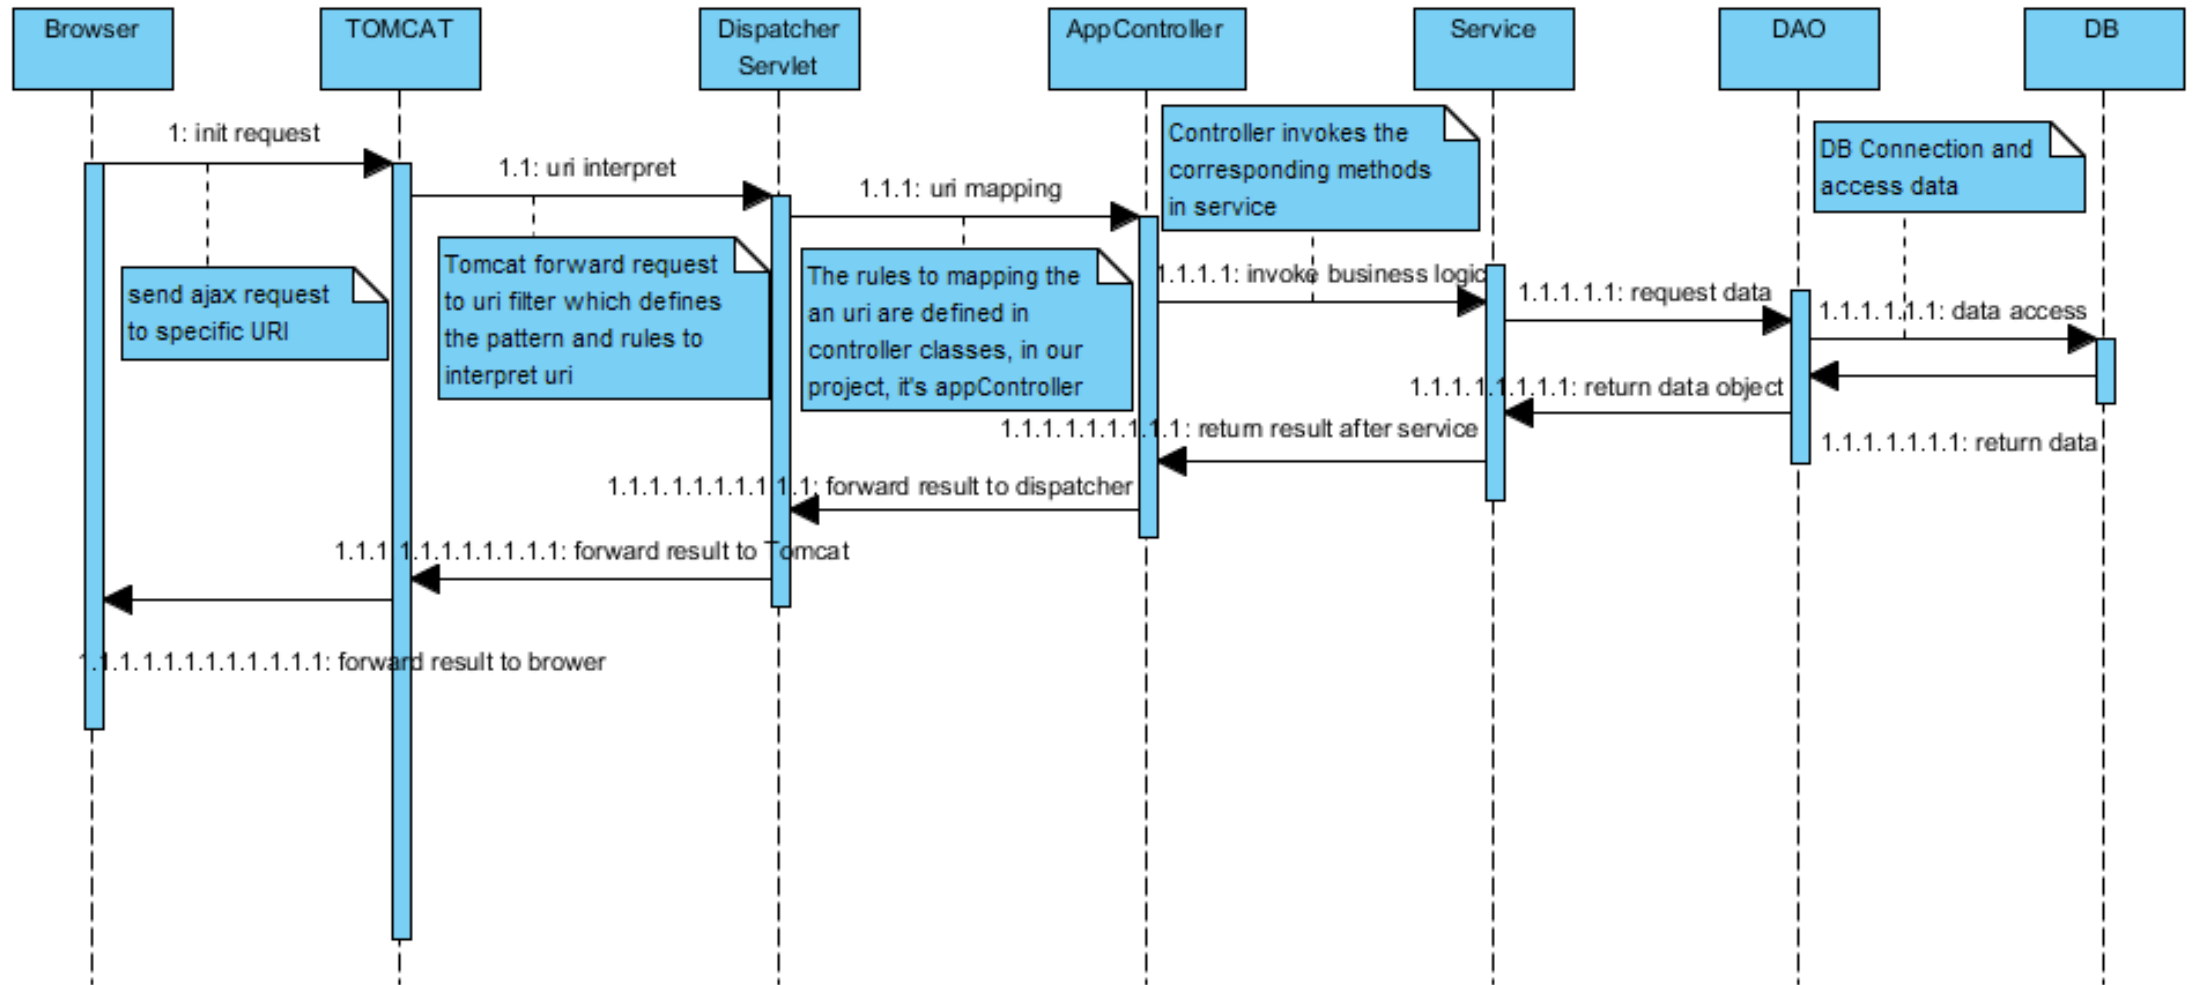 Browser
TOMCAT
Dispatcher
Servlet
AppController
Service
DAO
DB
1: init request
1.1: uri interpret
1.1.1: uri mapping
Controller invokes the
corresponding methods
in service
DB Connection and
access data
send ajax request
to specific URI
Tomcat forward request
to uri filter which defines
the pattern and rules to
interpret uri
The rules to mapping the
an uri are defined in
controller classes, in our
project, it's appController
1.1.1.1: invoke business logic
1.1.1.1.1: request data
1.1.1.1.1.1: data access
1.1.1.1.1.1.1.1: return data object
1.1.1.1.1.1.1: return data
1.1.1.1.1.1.1.1.1: return result after service
1.1.1.1.1.1.1.1.1.1: forward result to dispatcher
1.1.1.1.1.1.1.1.1.1.1: forward result to Tomcat
1.1.1.1.1.1.1.1.1.1.1.1: forward result to brower